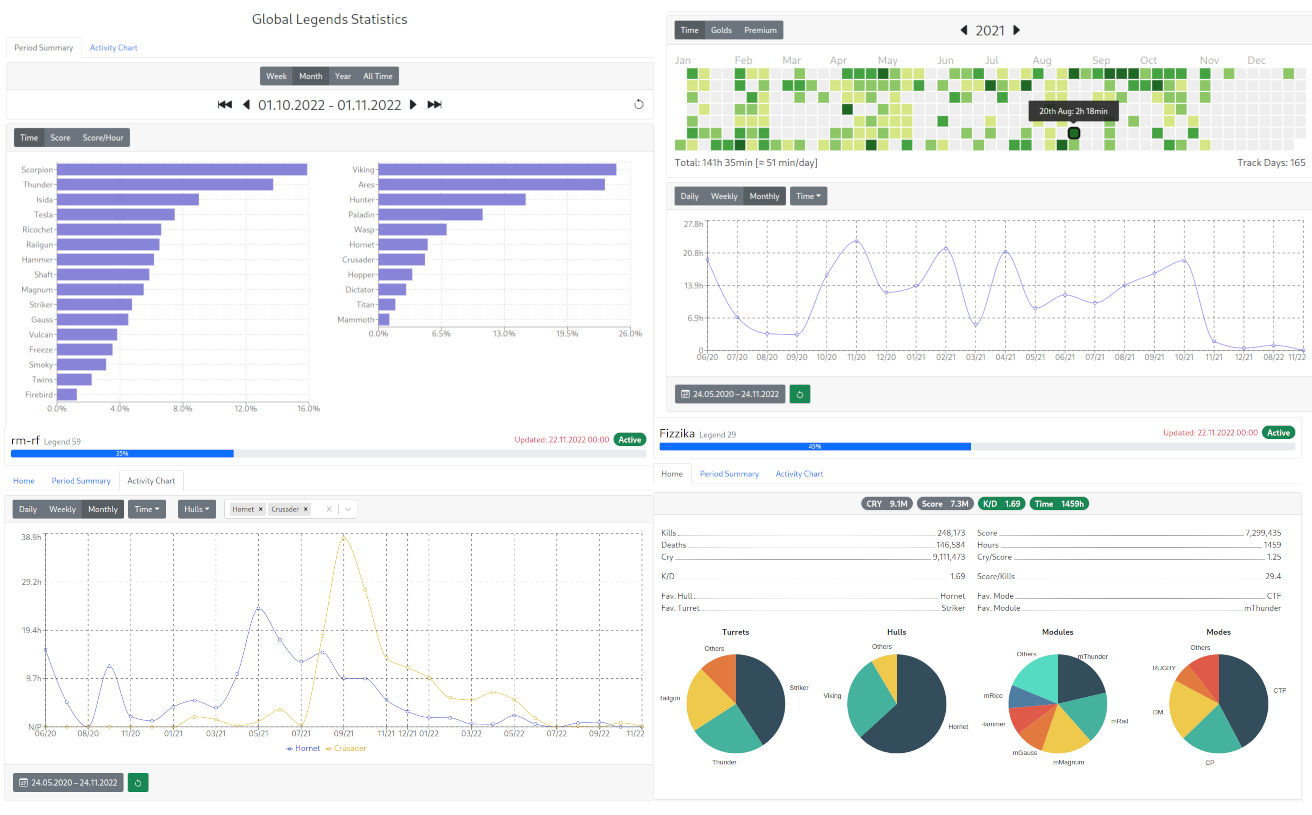 Global Legends Statistics
Period Summary Activity Chart
Week Month Year All Time
01.10.2022 - 01.11.2022
Time Score Score/Hour
Scorpion
Thunder
Isida
Tesla
Ricochet
Railgun
Hammer
Shaft
Magnum
Striker
Gauss
Vulcan
Freeze
Smoky
Twins
Firebird
0.0% 4.0% 8.0% 12.0% 16.0%
Viking
Ares
Hunter
Paladin
Wasp
Hornet
Crusader
Hopper
Dictator
Titan
Mammoth
0.0% 6.5% 13.0% 19.5% 26.0%
Time Golds Premium
2021
Jan Feb Mar Apr May Jun Jul Aug Sep Oct Nov Dec
20th Aug: 2h 18min
Total: 141h 35min [≈ 51 min/day]
Track Days: 165
Daily Weekly Monthly Time
27.8h
20.8h
13.9h
6.9h
0
06/20 07/20 08/20 09/20 10/20 11/20 12/20 01/21 02/21 03/21 04/21 05/21 06/21 07/21 08/21 09/21 10/21 11/21 12/21 08/22 11/22
24.05.2020 – 24.11.2022
rm-rf Legend 59
Updated: 22.11.2022 00:00 Active
35%
Home Period Summary Activity Chart
Daily Weekly Monthly Time Hulls Hornet × Crusader × ×
38.9h
29.2h
19.4h
9.7h
N/P
06/20 08/20 11/20 01/21 03/21 05/21 07/21 09/21 11/21 12/21 02/22 05/22 07/22 09/22 11/22
Hornet Crusader
24.05.2020 – 24.11.2022
Fizzika Legend 29
Updated: 22.11.2022 00:00 Active
49%
Home Period Summary Activity Chart
CRY 9.1M Score 7.3M K/D 1.69 Time 1459h
Kills 248,173
Deaths 146,584
Cry 9,111,473
K/D 1.69
Fav. Hull Hornet
Fav. Turret Striker
Score 7,299,435
Hours 1459
Cry/Score 1.25
Score/Kills 29.4
Fav. Mode CTF
Fav. Module mThunder
Turrets
Others
Striker
Railgun
Thunder
Hulls
Others
Viking
Hornet
Modules
Others
mThunder
mRico
Hammer
mRail
mGauss
mMagnum
Modes
Others
RUGBY
CTF
DM
CP